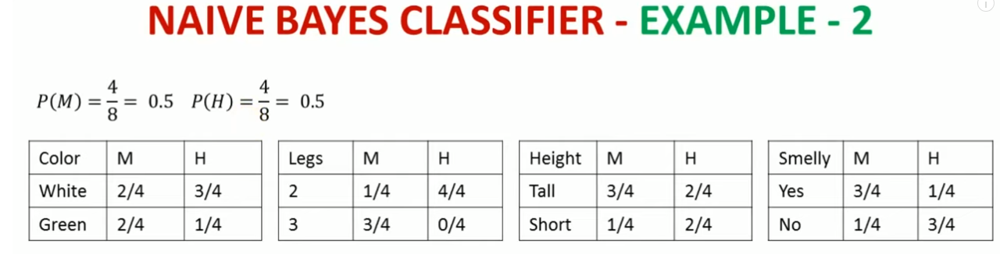 NAIVE BAYES CLASSIFIER - EXAMPLE - 2
P(M) = 4/8 = 0.5 P(H) = 4/8 = 0.5
Color M H Legs M H Height M H Smelly M H
White 2/4 3/4 2 1/4 4/4 Tall 3/4 2/4 Yes 3/4 1/4
Green 2/4 1/4 3 3/4 0/4 Short 1/4 2/4 No 1/4 3/4